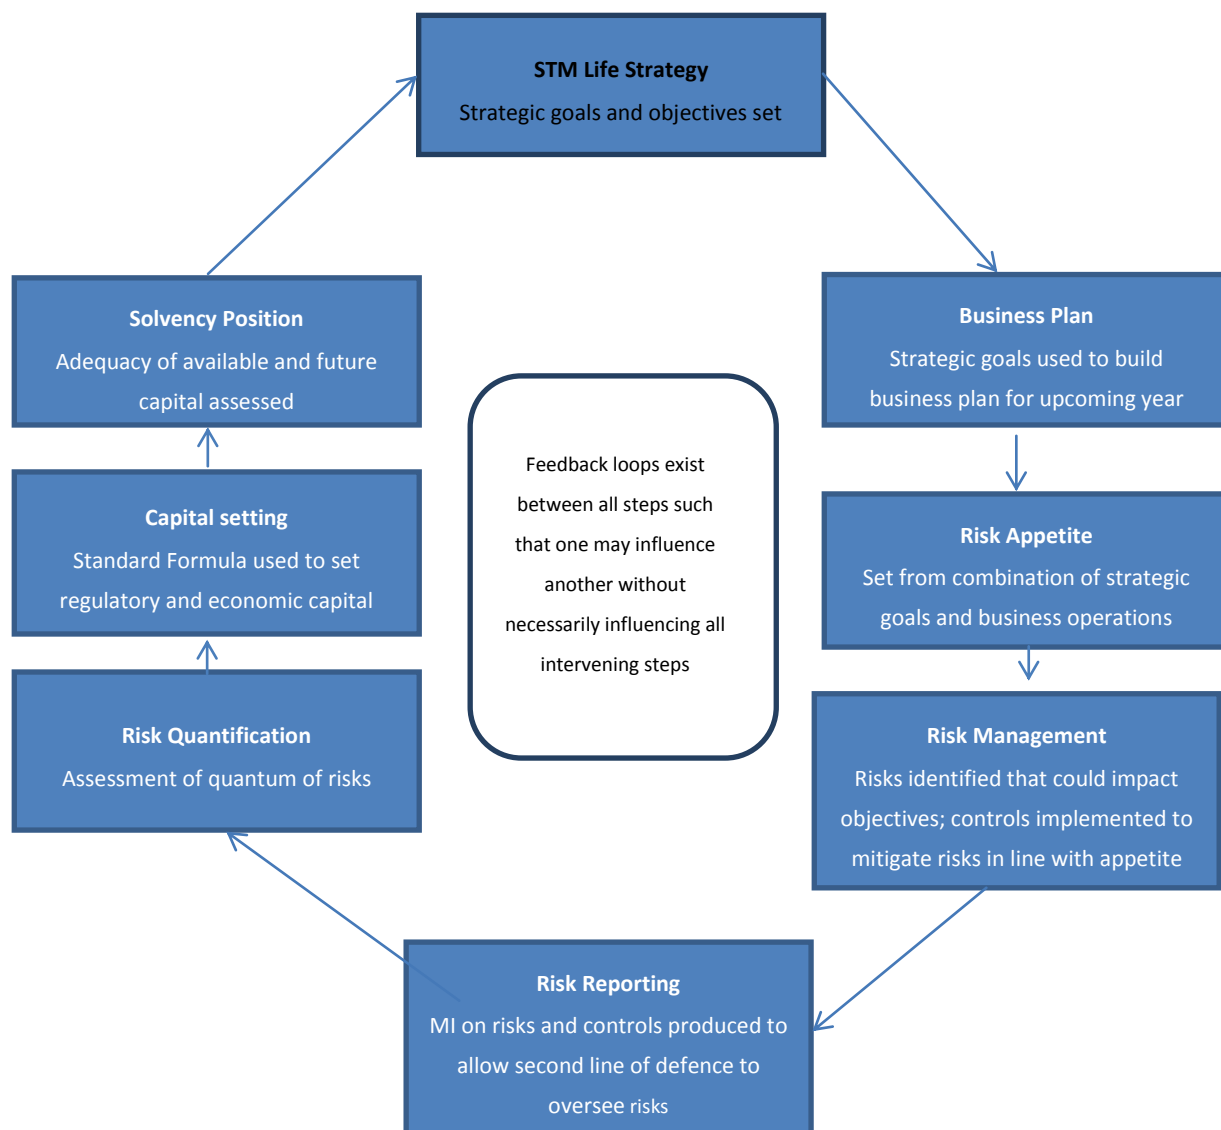 STM Life Strategy
Strategic goals and objectives set
Business Plan
Strategic goals used to build
business plan for upcoming year
Risk Appetite
Set from combination of strategic
goals and business operations
Risk Management
Risks identified that could impact
objectives; controls implemented to
mitigate risks in line with appetite
Risk Reporting
MI on risks and controls produced to
allow second line of defence to
oversee risks
Risk Quantification
Assessment of quantum of risks
Capital setting
Standard Formula used to set
regulatory and economic capital
Solvency Position
Adequacy of available and future
capital assessed
Feedback loops exist
between all steps such
that one may influence
another without
necessarily influencing all
intervening steps